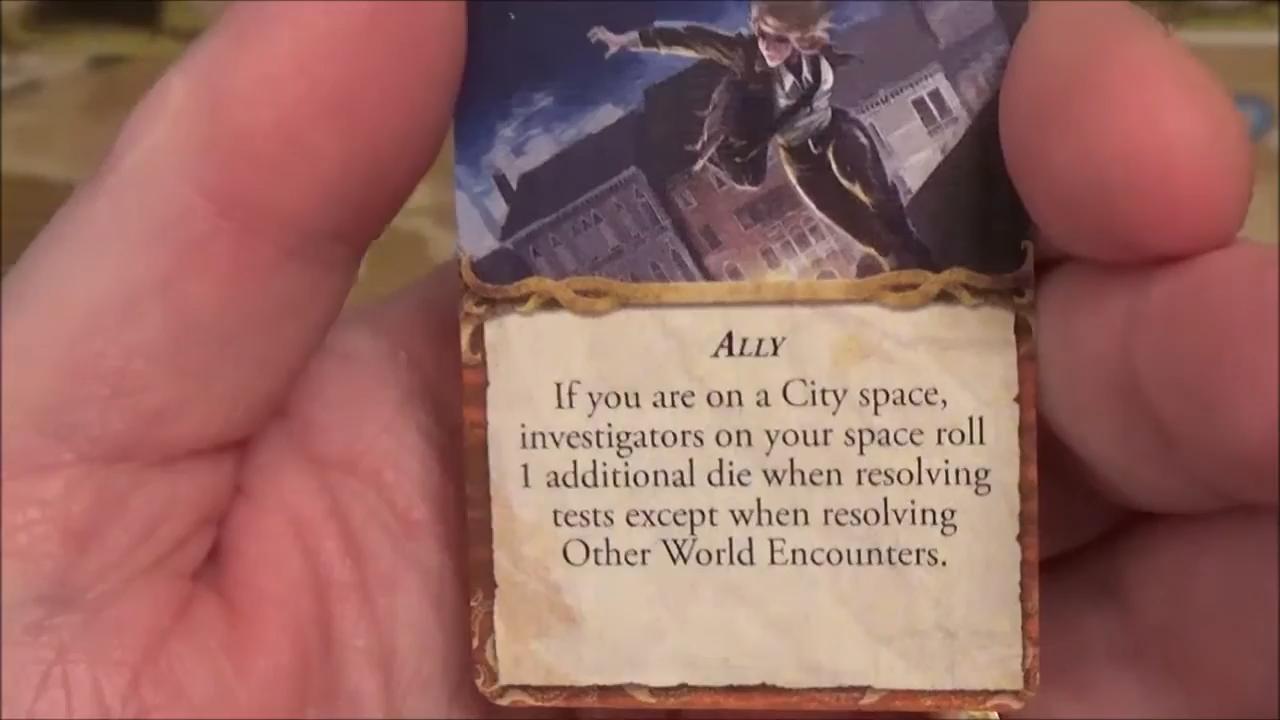 ALLY
If you are on a City space,
investigators on your space roll
1 additional die when resolving
tests except when resolving
Other World Encounters.